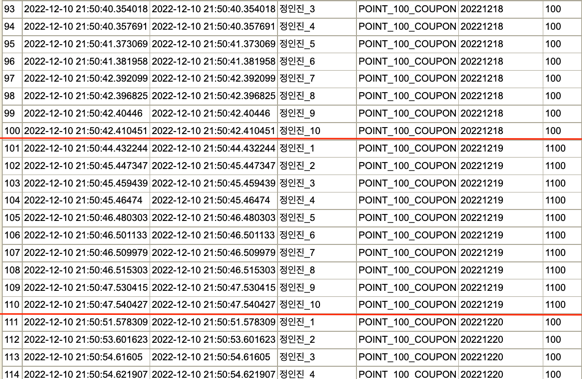 93 2022-12-10 21:50:40.354018 2022-12-10 21:50:40.354018 정인진_3 POINT_100_COUPON 20221218 100
94 2022-12-10 21:50:40.357691 2022-12-10 21:50:40.357691 정인진_4 POINT_100_COUPON 20221218 100
95 2022-12-10 21:50:41.373069 2022-12-10 21:50:41.373069 정인진_5 POINT_100_COUPON 20221218 100
96 2022-12-10 21:50:41.381958 2022-12-10 21:50:41.381958 정인진_6 POINT_100_COUPON 20221218 100
97 2022-12-10 21:50:42.392099 2022-12-10 21:50:42.392099 정인진_7 POINT_100_COUPON 20221218 100
98 2022-12-10 21:50:42.396825 2022-12-10 21:50:42.396825 정인진_8 POINT_100_COUPON 20221218 100
99 2022-12-10 21:50:42.40446 2022-12-10 21:50:42.40446 정인진_9 POINT_100_COUPON 20221218 100
100 2022-12-10 21:50:42.410451 2022-12-10 21:50:42.410451 정인진_10 POINT_100_COUPON 20221218 100
101 2022-12-10 21:50:44.432244 2022-12-10 21:50:44.432244 정인진_1 POINT_100_COUPON 20221219 1100
102 2022-12-10 21:50:45.447347 2022-12-10 21:50:45.447347 정인진_2 POINT_100_COUPON 20221219 1100
103 2022-12-10 21:50:45.459439 2022-12-10 21:50:45.459439 정인진_3 POINT_100_COUPON 20221219 1100
104 2022-12-10 21:50:45.46474 2022-12-10 21:50:45.46474 정인진_4 POINT_100_COUPON 20221219 1100
105 2022-12-10 21:50:46.480303 2022-12-10 21:50:46.480303 정인진_5 POINT_100_COUPON 20221219 1100
106 2022-12-10 21:50:46.501133 2022-12-10 21:50:46.501133 정인진_6 POINT_100_COUPON 20221219 1100
107 2022-12-10 21:50:46.509979 2022-12-10 21:50:46.509979 정인진_7 POINT_100_COUPON 20221219 1100
108 2022-12-10 21:50:46.515303 2022-12-10 21:50:46.515303 정인진_8 POINT_100_COUPON 20221219 1100
109 2022-12-10 21:50:47.530415 2022-12-10 21:50:47.530415 정인진_9 POINT_100_COUPON 20221219 1100
110 2022-12-10 21:50:47.540427 2022-12-10 21:50:47.540427 정인진_10 POINT_100_COUPON 20221219 1100
111 2022-12-10 21:50:51.578309 2022-12-10 21:50:51.578309 정인진_1 POINT_100_COUPON 20221220 100
112 2022-12-10 21:50:53.601623 2022-12-10 21:50:53.601623 정인진_2 POINT_100_COUPON 20221220 100
113 2022-12-10 21:50:54.61605 2022-12-10 21:50:54.61605 정인진_3 POINT_100_COUPON 20221220 100
114 2022-12-10 21:50:54.621907 2022-12-10 21:50:54.621907 정인진_4 POINT_100_COUPON 20221220 100